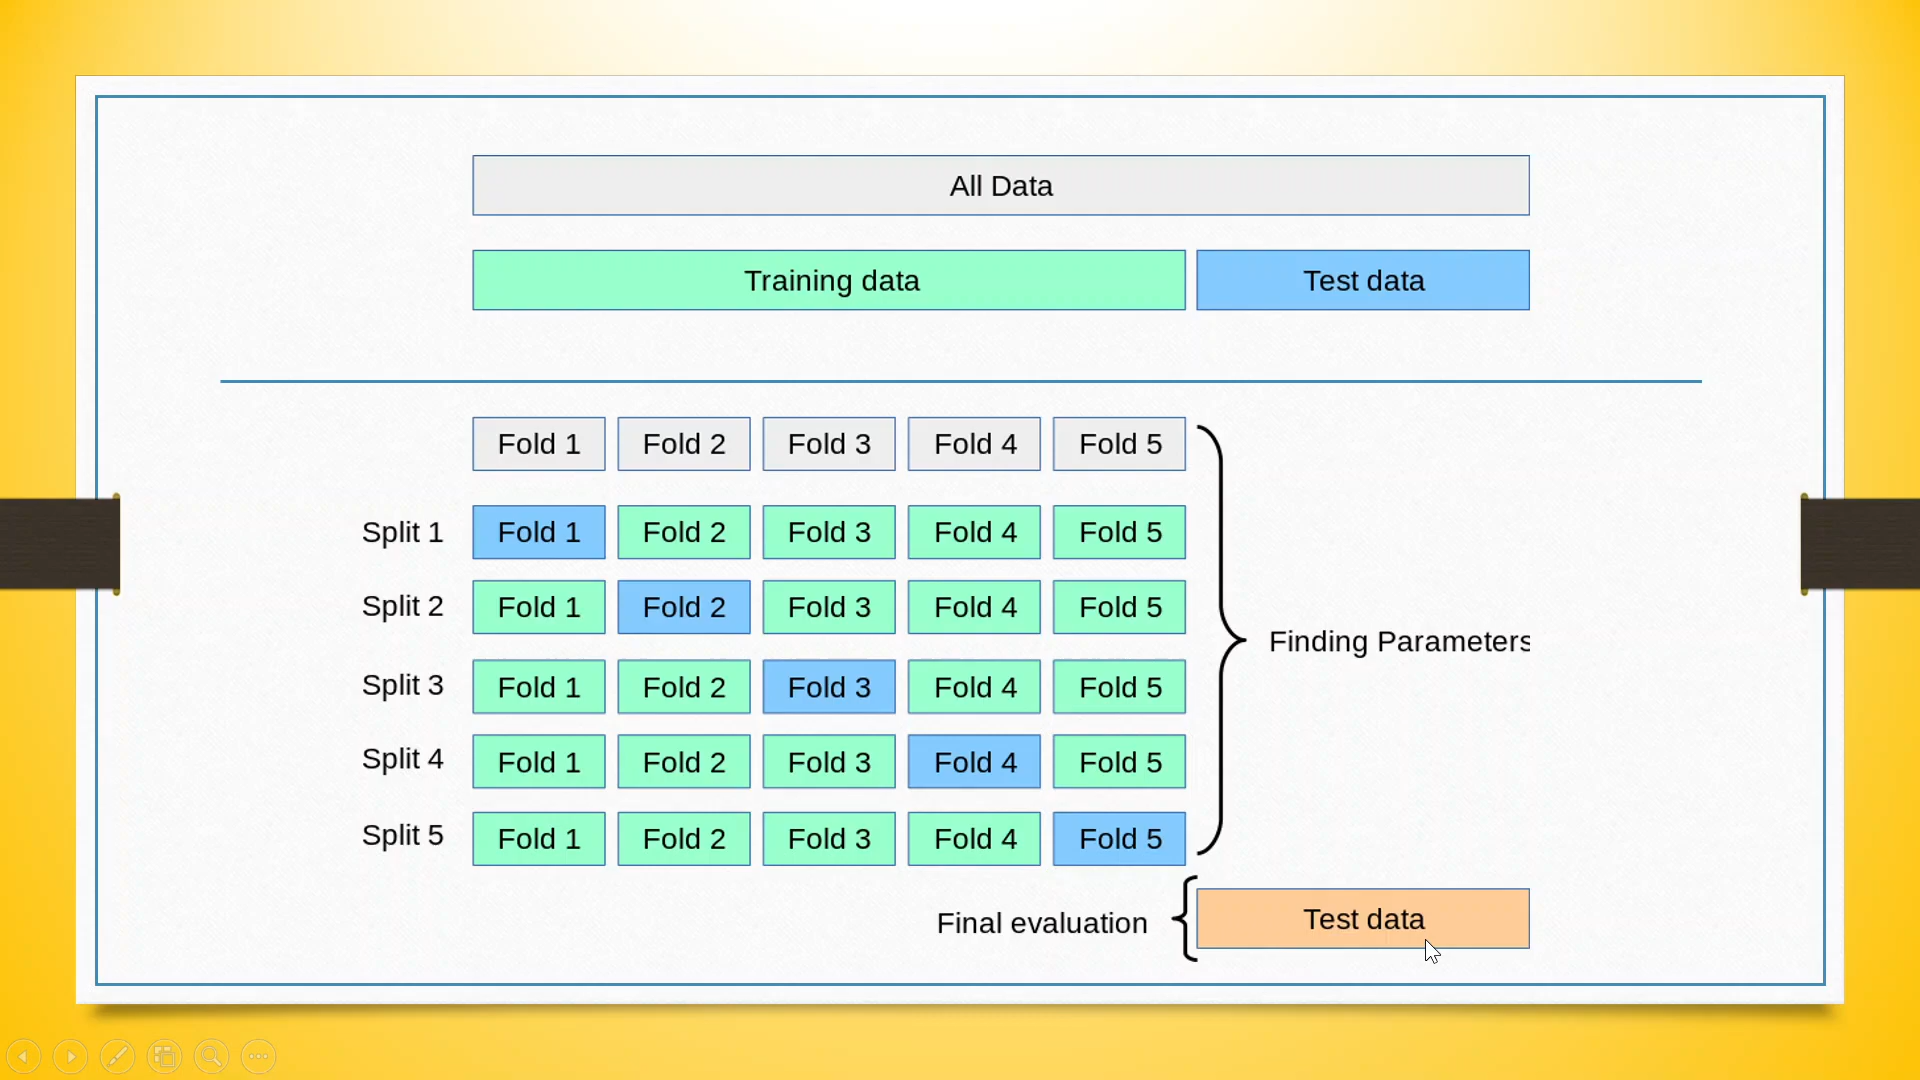 All Data
Training data Test data
Fold 1 Fold 2 Fold 3 Fold 4 Fold 5
Split 1 Fold 1 Fold 2 Fold 3 Fold 4 Fold 5
Split 2 Fold 1 Fold 2 Fold 3 Fold 4 Fold 5
Finding Parameters
Split 3 Fold 1 Fold 2 Fold 3 Fold 4 Fold 5
Split 4 Fold 1 Fold 2 Fold 3 Fold 4 Fold 5
Split 5 Fold 1 Fold 2 Fold 3 Fold 4 Fold 5
Final evaluation Test data